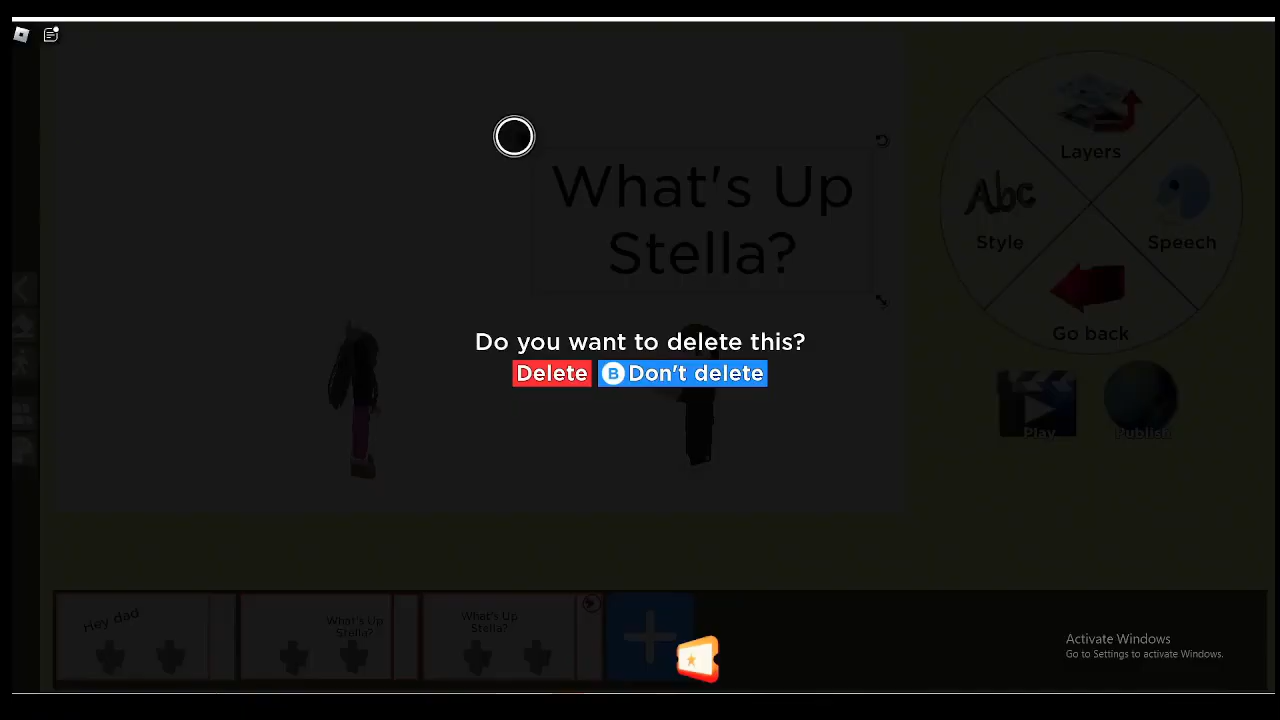 Layers
What's Up
Stella?
Abc
Style
Speech
Go back
Do you want to delete this?
Delete
B Don't delete
Play
Publish
Hey dad
What's Up
Stella?
What's Up
Stella?
Activate Windows
Go to Settings to activate Windows.